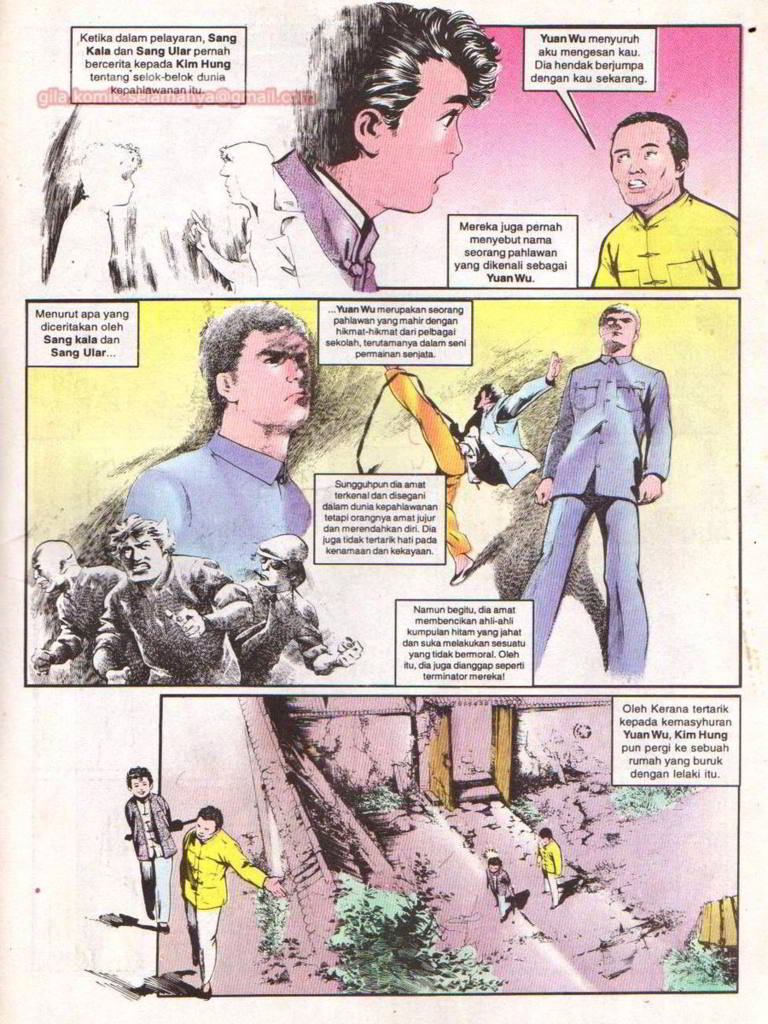 Ketika dalam pelayaran, Sang
Kala dan Sang Ular pernah
bercerita kepada Kim Hung
tentang selok-belok dunia
kepahlawanan itu.
gila.komik.selamanya@gmail.com
Yuan Wu menyuruh
aku mengesan kau.
Dia hendak berjumpa
dengan kau sekarang.
Mereka juga pernah
menyebut nama
seorang pahlawan
yang dikenali sebagai
Yuan Wu.
Menurut apa yang
diceritakan oleh
Sang kala dan
Sang Ular...
...Yuan Wu merupakan seorang
pahlawan yang mahir dengan
hikmat-hikmat dari pelbagai
sekolah, terutamanya dalam seni
permainan senjata.
Sungguhpun dia amat
terkenal dan disegani
dalam dunia kepahlawanan
tetapi orangnya amat jujur
dan merendahkan diri. Dia
juga tidak tertarik hati pada
kenamaan dan kekayaan.
Namun begitu, dia amat
membencikan ahli-ahli
kumpulan hitam yang jahat
dan suka melakukan sesuatu
yang tidak bermoral. Oleh
itu, dia juga dianggap seperti
terminator mereka!
Oleh Kerana tertarik
kepada kemasyhuran
Yuan Wu, Kim Hung
pun pergi ke sebuah
rumah yang buruk
dengan lelaki itu.